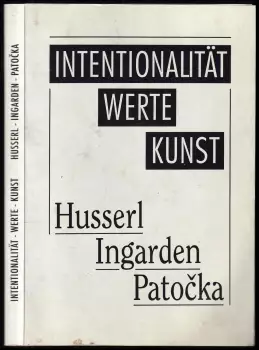 INTENTIONALITÄT - WERTE - KUNST HUSSERL - INGARDEN - PATOČKA
INTENTIONALITÄT
WERTE
KUNST
Husserl
Ingarden
Patočka